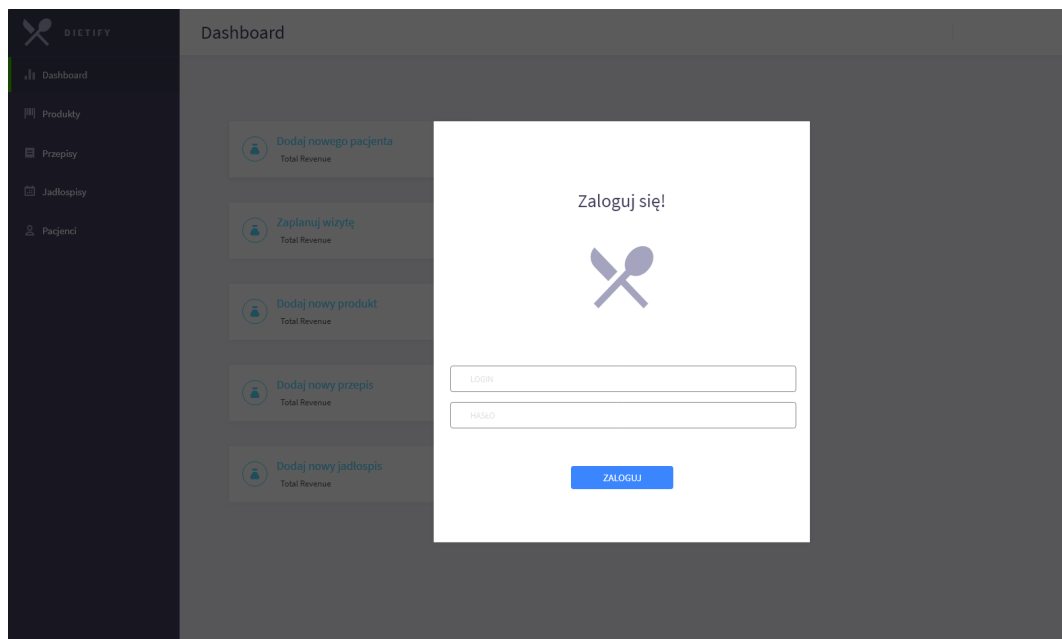 DIETIFY
Dashboard
Dashboard
Produkty
Przepisy
Jadłospisy
Pacjenci
Dodaj nowego pacjenta
Total Revenue
Zaplanuj wizytę
Total Revenue
Dodaj nowy produkt
Total Revenue
Dodaj nowy przepis
Total Revenue
Dodaj nowy jadłospis
Total Revenue
Zaloguj się!
LOGIN
HASŁO
ZALOGUJ